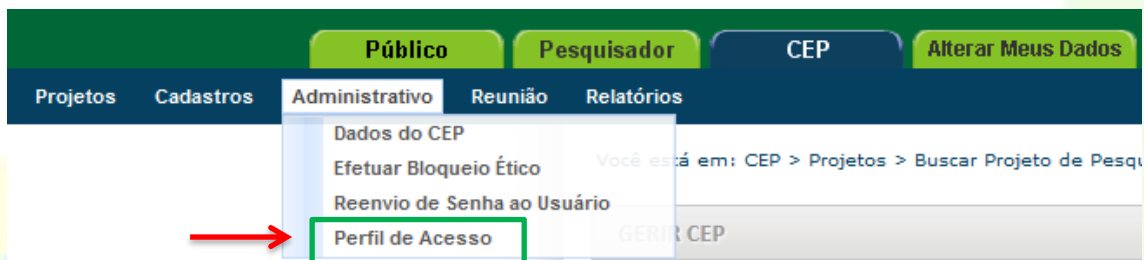 Público Pesquisador CEP Alterar Meus Dados
Projetos Cadastros Administrativo Reunião Relatórios
Dados do CEP
Você está em: CEP > Projetos > Buscar Projeto de
Efetuar Bloqueio Ético
Reenvio de Senha ao Usuário
Perfil de Acesso
GERIR CEP